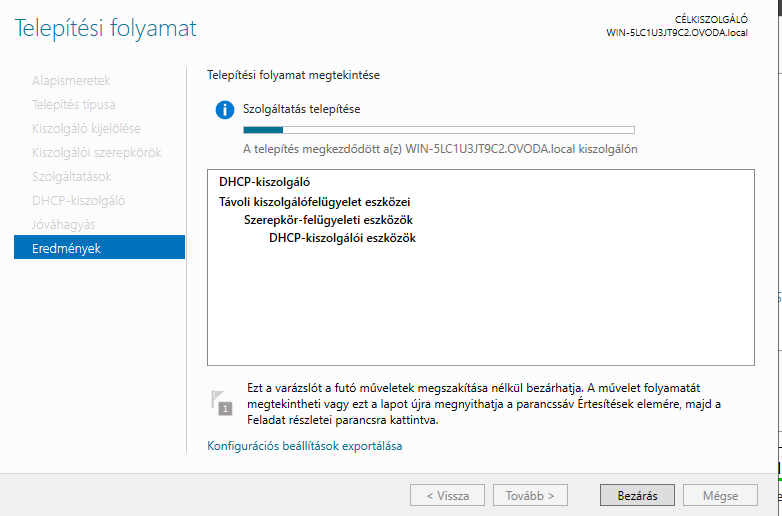 Telepítési folyamat
CÉLKISZOLGÁLÓ
WIN-5LC1U3JT9C2.OVODA.local
Alapismeretek
Telepítés típusa
Kiszolgáló kijelölése
Kiszolgálói szerepkörök
Szolgáltatások
DHCP-kiszolgáló
Jóváhagyás
Eredmények
Telepítési folyamat megtekintése
Szolgáltatás telepítése
A telepítés megkezdődött a(z) WIN-5LC1U3JT9C2.OVODA.local kiszolgálón
DHCP-kiszolgáló
Távoli kiszolgálófelügyelet eszközei
Szerepkör-felügyeleti eszközök
DHCP-kiszolgálói eszközök
1
Ezt a varázslót a futó műveletek megszakítása nélkül bezárhatja. A művelet folyamatát
megtekintheti vagy ezt a lapot újra megnyithatja a parancssáv Értesítések elemére, majd a
Feladat részletei parancsra kattintva.
Konfigurációs beállítások exportálása
< Vissza
Tovább >
Bezárás
Mégse